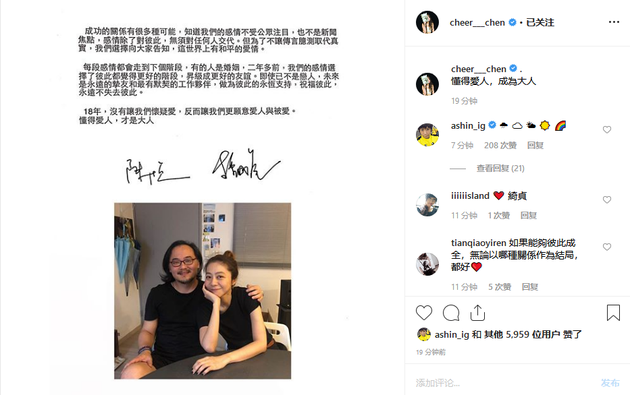 成功的關係有很多種可能，知道我們的感情不受公眾注目，也不是新聞
焦點，感情除了對彼此，無須對任何人交代。但為了不讓傳言臆測取代真
實，我們選擇向大家告知，這世界上有和平的愛情。
每段感情都會走到下個階段，有的人是婚姻，二年多前，我們的感情選
擇了彼此都覺得更好的階段，昇級成更好的友誼。即使已不是戀人，未來
是永遠的摯友和最有默契的工作夥伴，做為彼此的永恆支持，祝福彼此，
永遠不失去彼此。
18年，沒有讓我們懷疑愛，反而讓我們更願意愛人與被愛。
懂得愛人，才是大人
cheer__chen • 已关注
cheer__chen .
懂得愛人，成為大人
19分钟
ashin_ig
7分钟 208 次赞 回复
查看回复 (21)
iiiiiisland ❤ 綺貞
11分钟 1次赞 回复
tianqiaoyiren 如果能夠彼此成
全，無論以哪種關係作為結局，
都好❤
11分钟 5次赞 回复
ashin_ig 和 其他 5,959 位用户 赞了
19 分钟前
添加评论... 发布